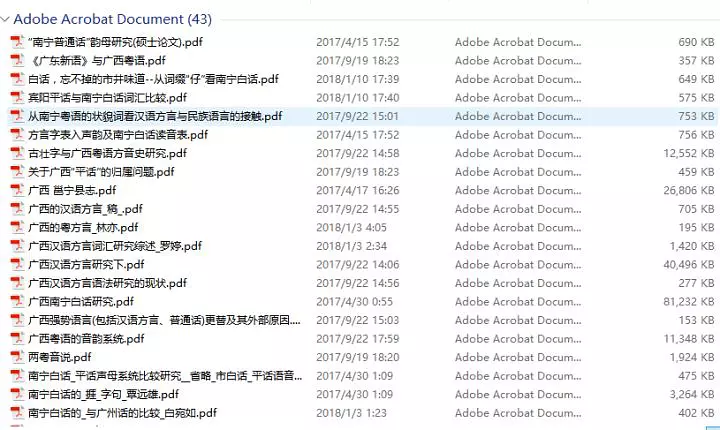 Adobe Acrobat Document (43)
“南宁普通话”韵母研究(硕士论文).pdf 2017/4/15 17:52 Adobe Acrobat Docum... 690 KB
《广东新语》与广西粤语.pdf 2017/9/19 18:23 Adobe Acrobat Docum... 357 KB
白话，忘不掉的市井味道--从词缀“仔”看南宁白话.pdf 2018/1/10 17:39 Adobe Acrobat Docum... 649 KB
宾阳平话与南宁白话词汇比较.pdf 2018/1/10 17:40 Adobe Acrobat Docum... 575 KB
从南宁粤语的状貌词看汉语方言与民族语言的接触.pdf 2017/9/22 15:01 Adobe Acrobat Docum... 753 KB
方言字表入声韵及南宁白话读音表.pdf 2017/4/15 17:52 Adobe Acrobat Docum... 756 KB
古壮字与广西粤语方音史研究.pdf 2017/9/22 14:58 Adobe Acrobat Docum... 12,552 KB
关于广西“平话”的归属问题.pdf 2017/9/19 18:23 Adobe Acrobat Docum... 459 KB
广西 邕宁县志.pdf 2017/4/17 16:26 Adobe Acrobat Docum... 26,806 KB
广西的汉语方言_稿_.pdf 2017/9/22 14:55 Adobe Acrobat Docum... 705 KB
广西的粤方言_林亦.pdf 2018/1/3 4:05 Adobe Acrobat Docum... 195 KB
广西汉语方言词汇研究综述_罗婷.pdf 2018/1/3 2:34 Adobe Acrobat Docum... 1,420 KB
广西汉语方言研究下.pdf 2017/9/22 14:06 Adobe Acrobat Docum... 40,496 KB
广西汉语方言语法研究的现状.pdf 2017/9/22 14:56 Adobe Acrobat Docum... 277 KB
广西南宁白话研究.pdf 2017/4/30 0:55 Adobe Acrobat Docum... 81,232 KB
广西强势语言(包括汉语方言、普通话)更替及其外部原因.... 2017/9/22 15:03 Adobe Acrobat Docum... 153 KB
广西粤语的音韵系统.pdf 2017/9/22 17:59 Adobe Acrobat Docum... 11,348 KB
两粤音说.pdf 2017/9/19 18:20 Adobe Acrobat Docum... 1,924 KB
南宁白话_平话声母系统比较研究__省略_市白话_平话语音... 2017/4/30 1:09 Adobe Acrobat Docum... 475 KB
南宁白话的_捱_字句_覃远雄.pdf 2017/4/30 1:09 Adobe Acrobat Docum... 3,264 KB
南宁白话的_与广州话的比较_白宛如.pdf 2018/1/3 1:23 Adobe Acrobat Docum... 402 KB